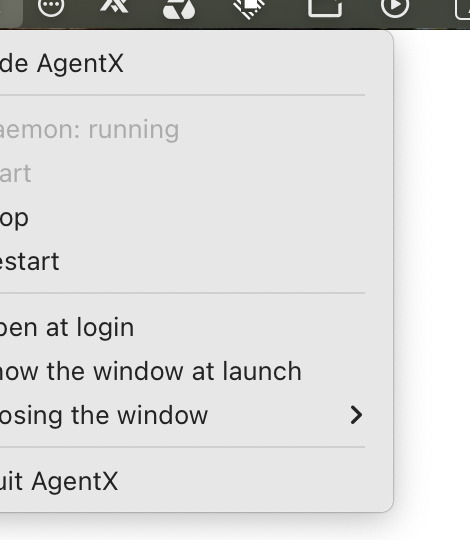 de AgentX
aemon: running
art
op
estart
pen at login
how the window at launch
osing the window
uit AgentX